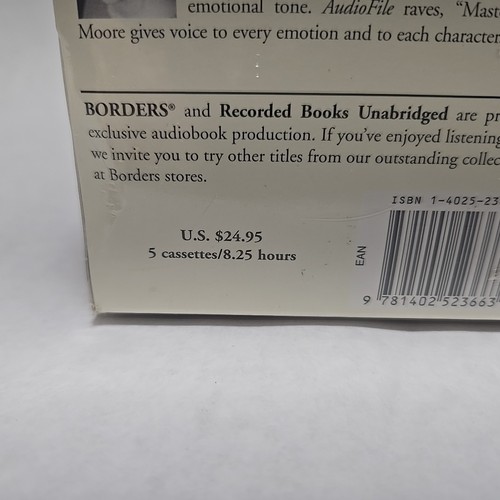 emotional tone. AudioFile raves, "Mast
Moore gives voice to every emotion and to each character
BORDERS® and Recorded Books Unabridged are pr
exclusive audiobook production. If you've enjoyed listening
we invite you to try other titles from our outstanding collec
at Borders stores.
ISBN 1-4025-23
U.S. $24.95
5 cassettes/8.25 hours
EAN
9 781402 523663